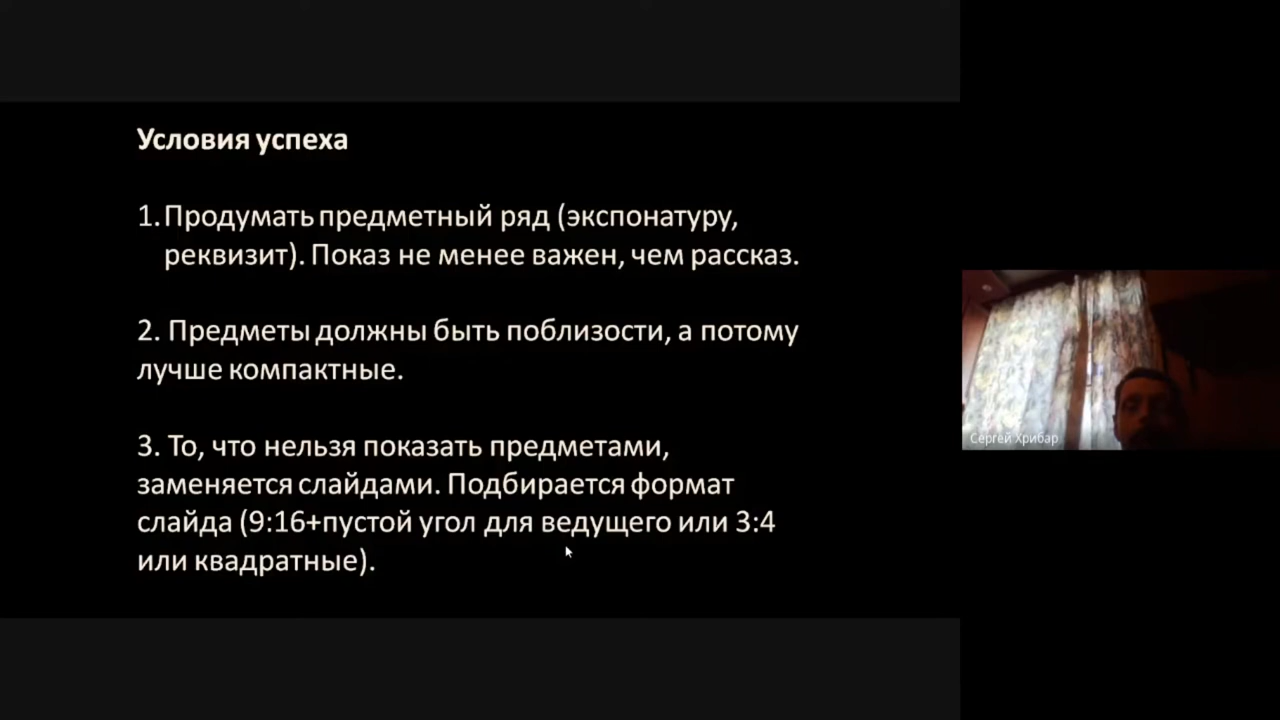 Условия успеха
1. Продумать предметный ряд (экспонатуру,
реквизит). Показ не менее важен, чем рассказ.
2. Предметы должны быть поблизости, а потому
лучше компактные.
3. То, что нельзя показать предметами,
заменяется слайдами. Подбирается формат
слайда (9:16+пустой угол для ведущего или 3:4
или квадратные).
Сергей Хрибар